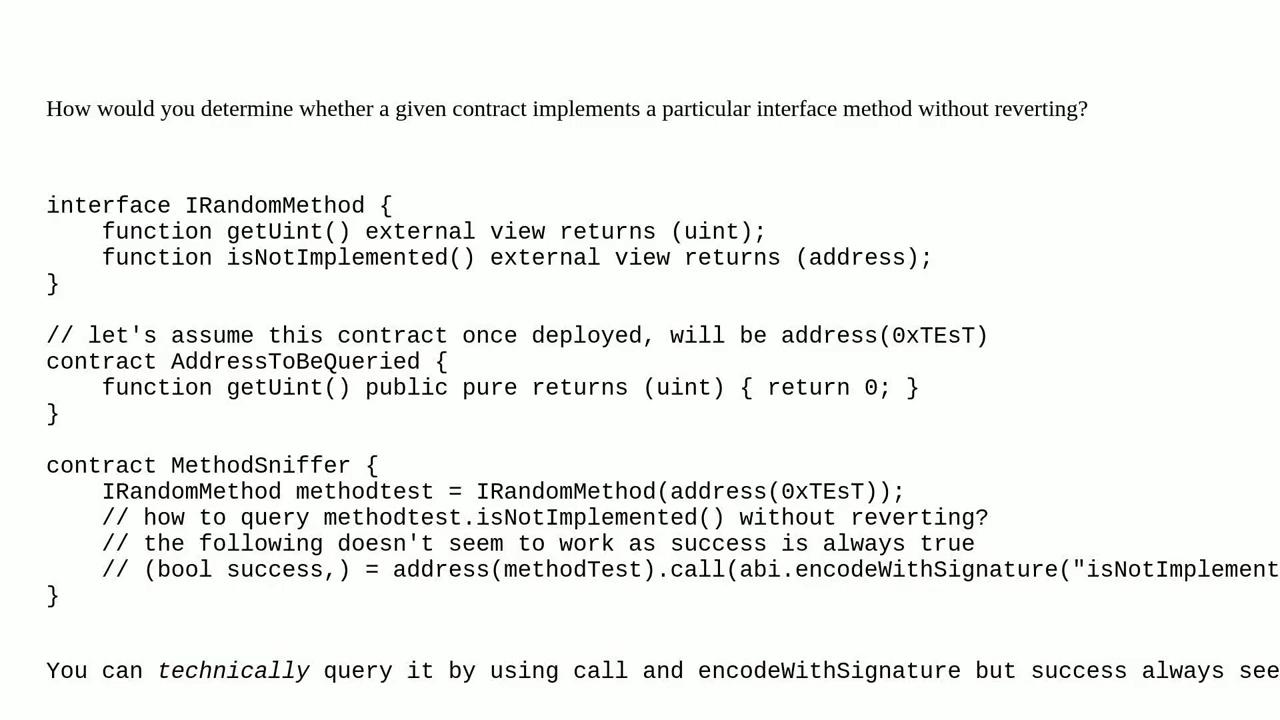 How would you determine whether a given contract implements a particular interface method without reverting?
interface IRandomMethod {
    function getUint() external view returns (uint);
    function isNotImplemented() external view returns (address);
}
// let's assume this contract once deployed, will be address(0xTEsT)
contract AddressToBeQueried {
    function getUint() public pure returns (uint) { return 0; }
}
contract MethodSniffer {
    IRandomMethod methodtest = IRandomMethod(address(0xTEsT));
    // how to query methodtest.isNotImplemented() without reverting?
    // the following doesn't seem to work as success is always true
    // (bool success,) = address(methodTest).call(abi.encodeWithSignature("isNotImplement
}
You can technically query it by using call and encodeWithSignature but success always see